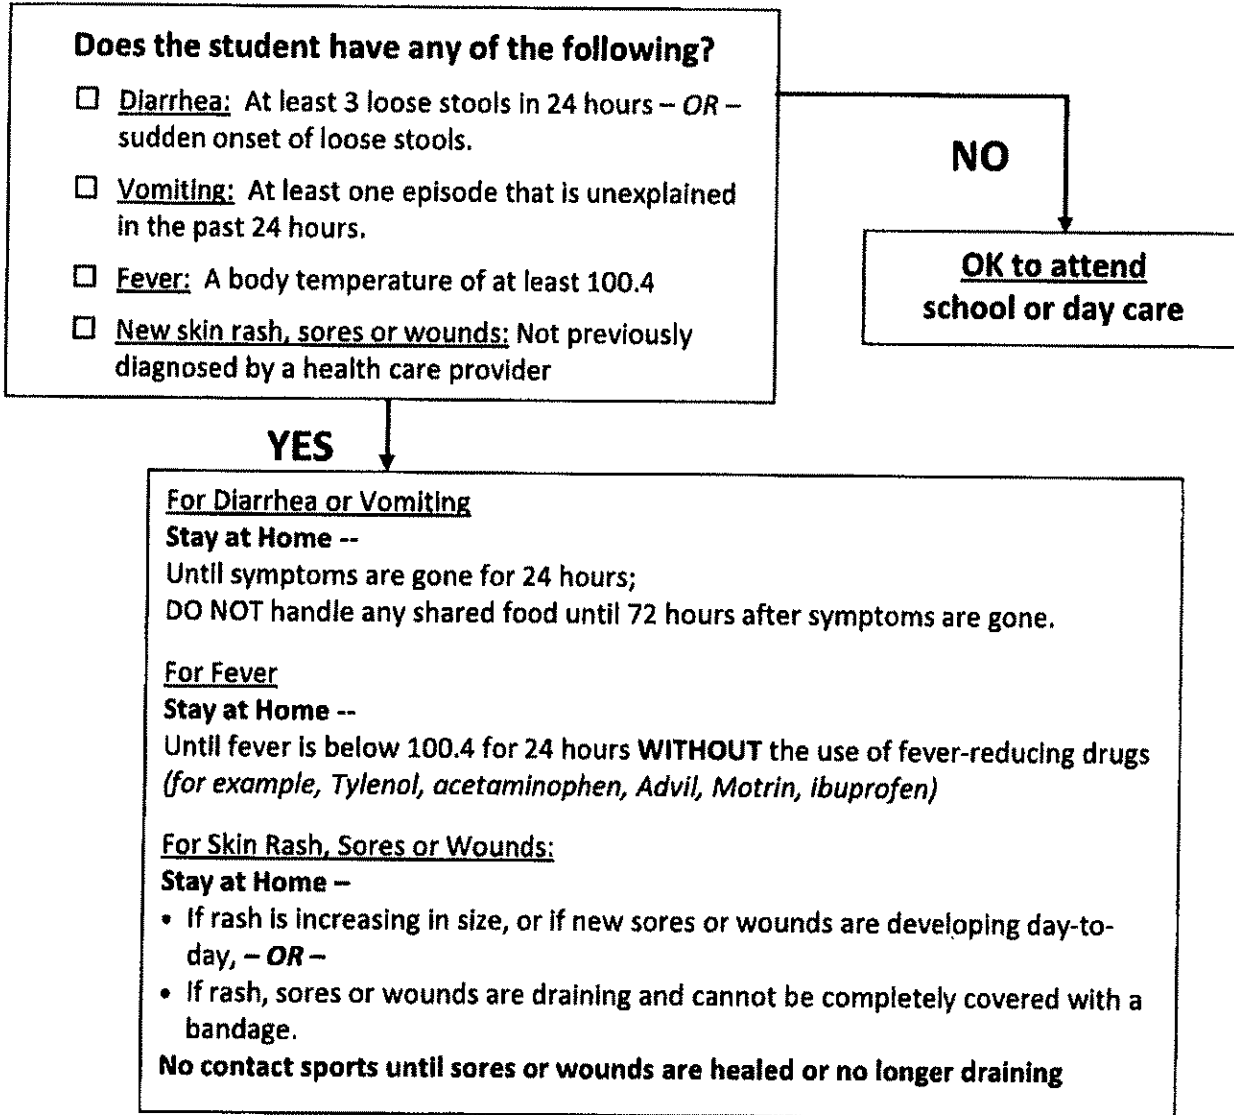 Does the student have any of the following?
☐ Diarrhea: At least 3 loose stools in 24 hours – OR –
sudden onset of loose stools.
☐ Vomiting: At least one episode that is unexplained
in the past 24 hours.
☐ Fever: A body temperature of at least 100.4
☐ New skin rash, sores or wounds: Not previously
diagnosed by a health care provider
NO
OK to attend
school or day care
YES
For Diarrhea or Vomiting
Stay at Home --
Until symptoms are gone for 24 hours;
DO NOT handle any shared food until 72 hours after symptoms are gone.
For Fever
Stay at Home --
Until fever is below 100.4 for 24 hours WITHOUT the use of fever-reducing drugs
(for example, Tylenol, acetaminophen, Advil, Motrin, ibuprofen)
For Skin Rash, Sores or Wounds:
Stay at Home –
• If rash is increasing in size, or if new sores or wounds are developing day-to-
day, – OR –
• If rash, sores or wounds are draining and cannot be completely covered with a
bandage.
No contact sports until sores or wounds are healed or no longer draining